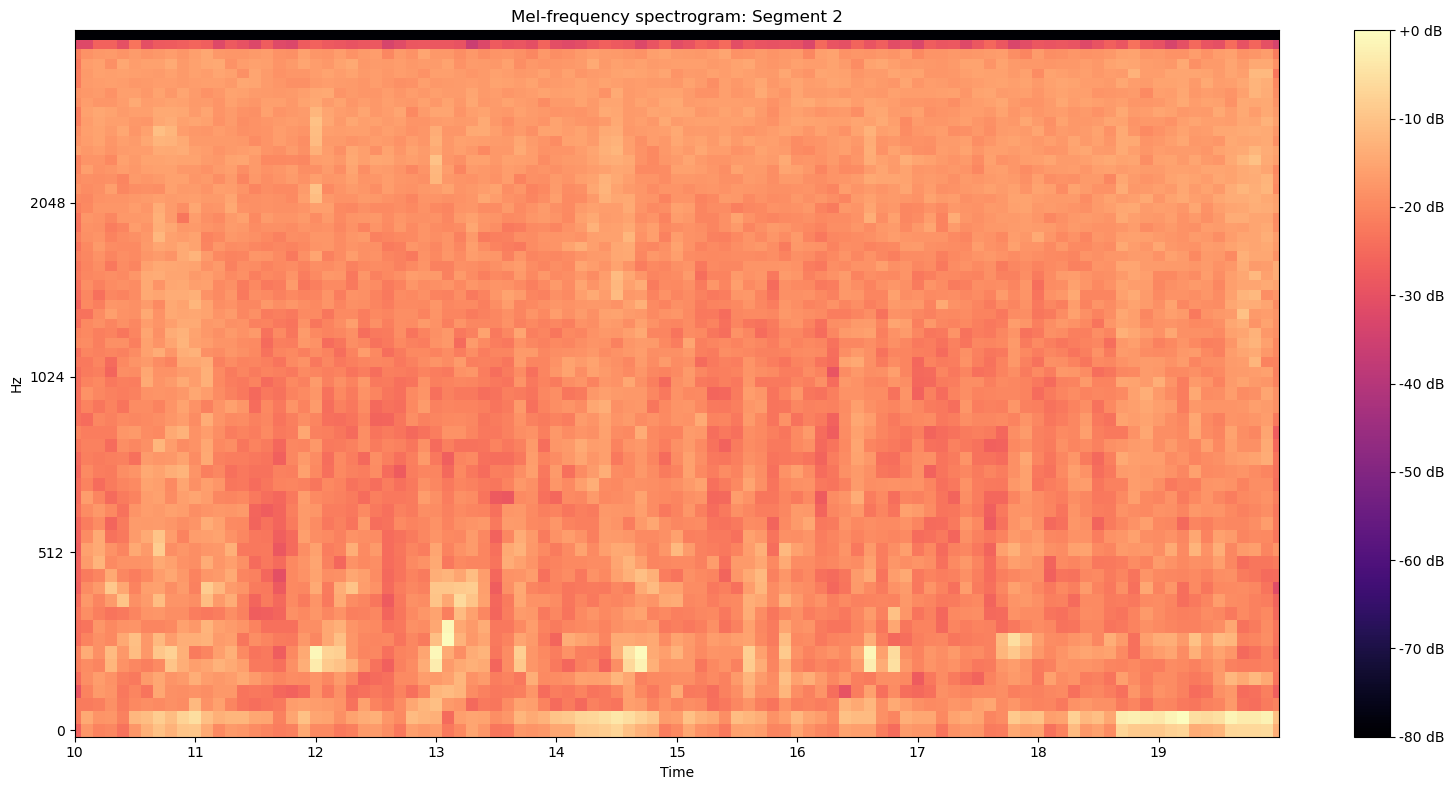 Mel-frequency spectrogram: Segment 2
Hz
2048
1024
512
0
10 11 12 13 14 15 16 17 18 19
Time
+0 dB
-10 dB
-20 dB
-30 dB
-40 dB
-50 dB
-60 dB
-70 dB
-80 dB